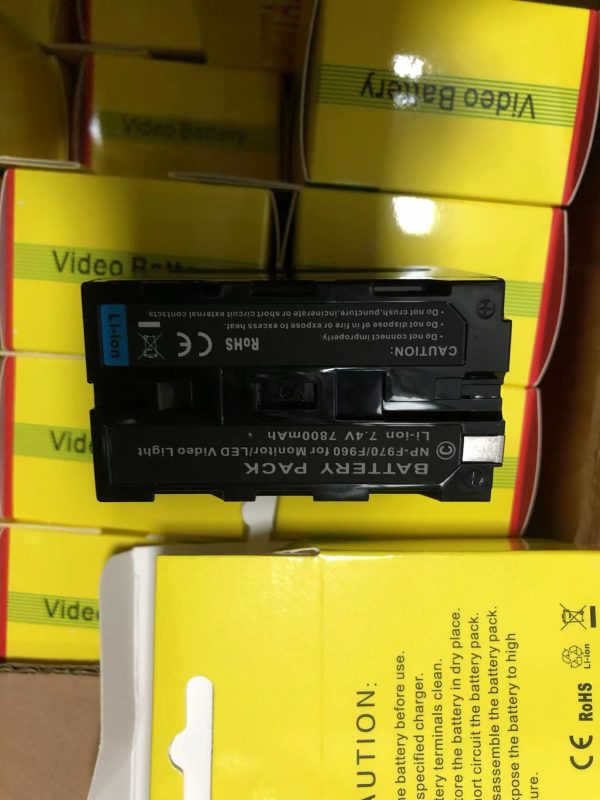 Video Battery
Video Battery
Video Batt
Li-ion
CAUTION:
• Do not connect improperly.
• Do not dispose in fire or expose to excess heat
• Do not crush,puncture,incinerate or short circuit external contacts
RoHS
CE
BATTERY PACK
NP-F970/F960 for Monitor/LED Video Light
Li-ion 7.4V 7800mAh
Vide
AUTION:
he battery before use.
specified charger.
ttery terminals clean.
tore the battery in dry place.
ort circuit the battery pack.
sassemble the battery pack.
xpose the battery to high
CE RoHS
Li-ion